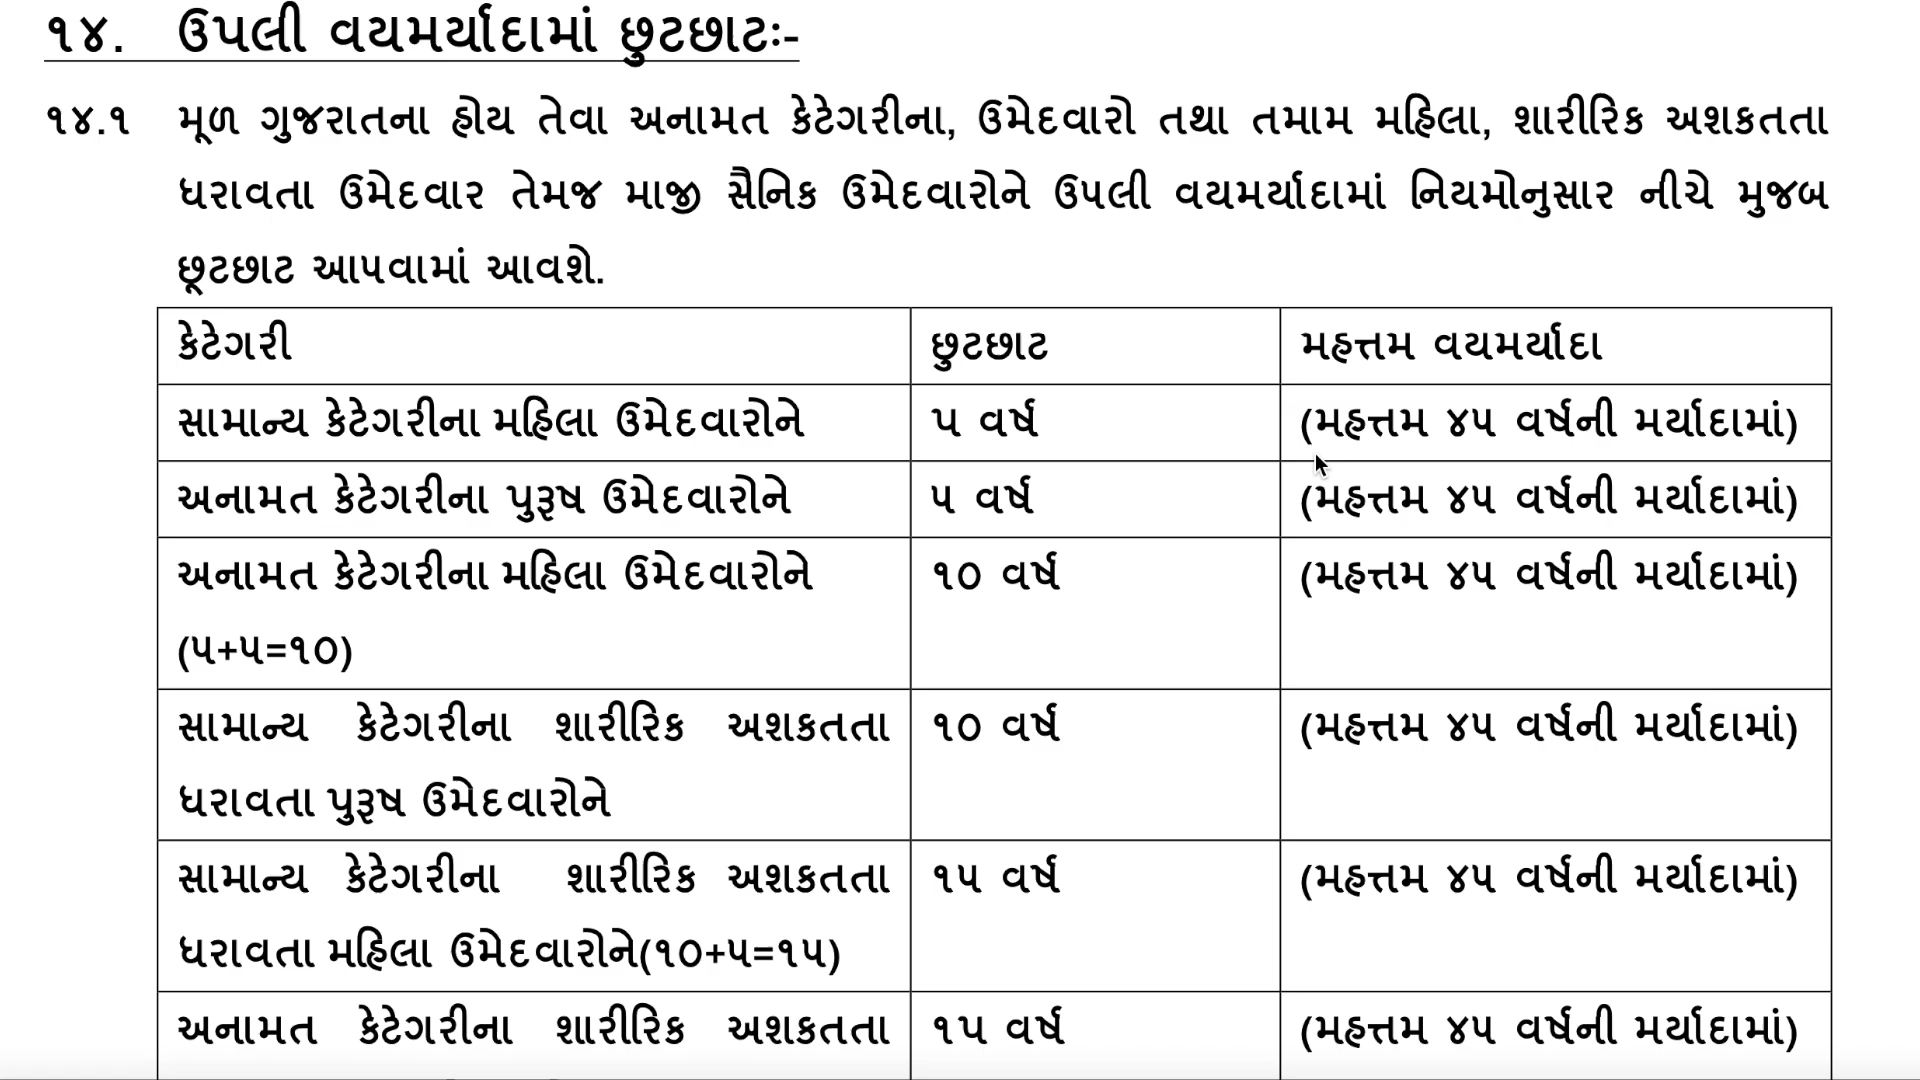 ૧૪. ઉપલી વયમર્યાદામાં છુટછાટઃ-
૧૪.૧ મૂળ ગુજરાતના હોય તેવા અનામત કેટેગરીના, ઉમેદવારો તથા તમામ મહિલા, શારીરિક અશકતતા
ધરાવતા ઉમેદવાર તેમજ માજી સૈનિક ઉમેદવારોને ઉપલી વયમર્યાદામાં નિયમોનુસાર નીચે મુજબ
છૂટછાટ આપવામાં આવશે.
કેટેગરી છુટછાટ મહત્તમ વયમર્યાદા
સામાન્ય કેટેગરીના મહિલા ઉમેદવારોને ૫ વર્ષ (મહત્તમ ૪૫ વર્ષની મર્યાદામાં)
અનામત કેટેગરીના પુરૂષ ઉમેદવારોને ૫ વર્ષ (મહત્તમ ૪૫ વર્ષની મર્યાદામાં)
અનામત કેટેગરીના મહિલા ઉમેદવારોને ૧૦ વર્ષ (મહત્તમ ૪૫ વર્ષની મર્યાદામાં)
(૫+૫=૧૦)
સામાન્ય કેટેગરીના શારીરિક અશકતતા ૧૦ વર્ષ (મહત્તમ ૪૫ વર્ષની મર્યાદામાં)
ધરાવતા પુરૂષ ઉમેદવારોને
સામાન્ય કેટેગરીના શારીરિક અશકતતા ૧૫ વર્ષ (મહત્તમ ૪૫ વર્ષની મર્યાદામાં)
ધરાવતા મહિલા ઉમેદવારોને(૧૦+૫=૧૫)
અનામત કેટેગરીના શારીરિક અશકતતા ૧૫ વર્ષ (મહત્તમ ૪૫ વર્ષની મર્યાદામાં)